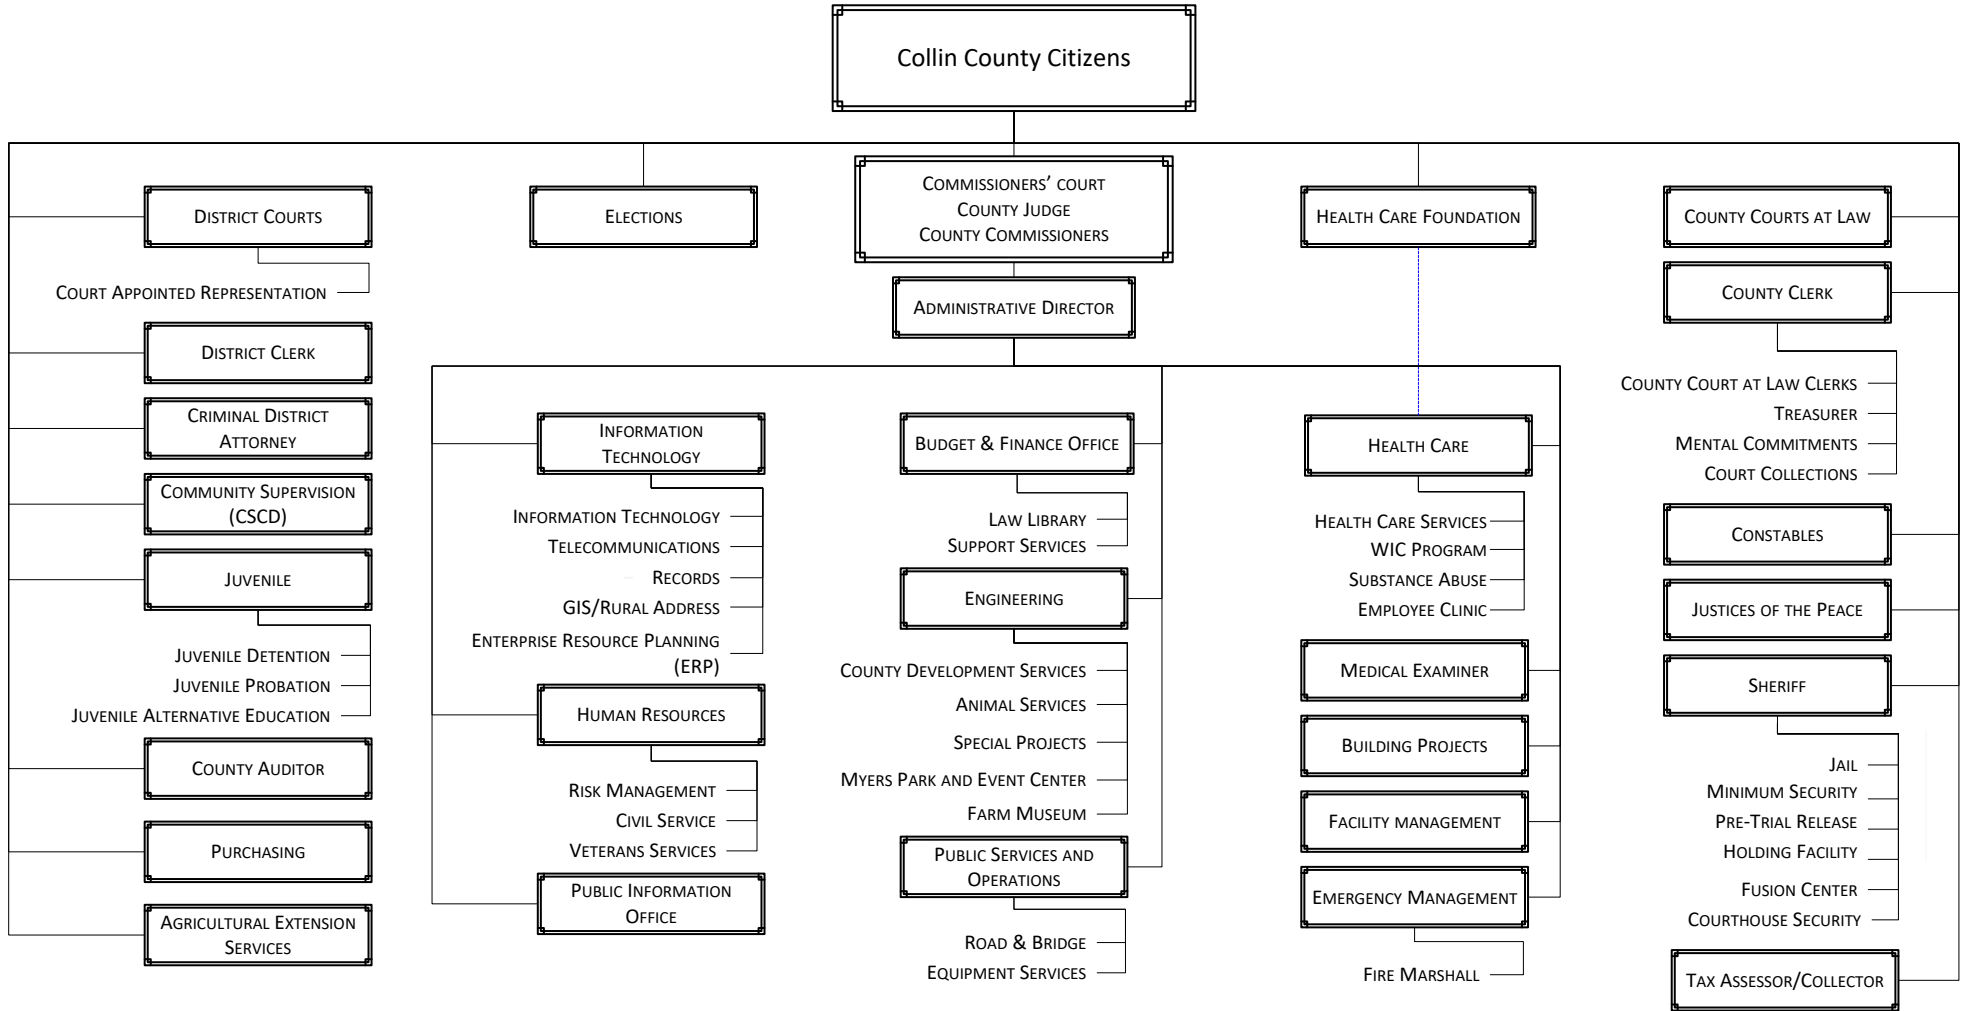 Collin County Citizens
COMMISSIONERS' COURT
COUNTY JUDGE
COUNTY COMMISSIONERS
ADMINISTRATIVE DIRECTOR
DISTRICT COURTS
COURT APPOINTED REPRESENTATION
DISTRICT CLERK
CRIMINAL DISTRICT
ATTORNEY
COMMUNITY SUPERVISION
(CSCD)
JUVENILE
JUVENILE DETENTION
JUVENILE PROBATION
JUVENILE ALTERNATIVE EDUCATION
COUNTY AUDITOR
PURCHASING
AGRICULTURAL EXTENSION
SERVICES
ELECTIONS
INFORMATION
TECHNOLOGY
INFORMATION TECHNOLOGY
TELECOMMUNICATIONS
RECORDS
GIS/RURAL ADDRESS
ENTERPRISE RESOURCE PLANNING
(ERP)
HUMAN RESOURCES
RISK MANAGEMENT
CIVIL SERVICE
VETERANS SERVICES
PUBLIC INFORMATION
OFFICE
BUDGET & FINANCE OFFICE
LAW LIBRARY
SUPPORT SERVICES
ENGINEERING
COUNTY DEVELOPMENT SERVICES
ANIMAL SERVICES
SPECIAL PROJECTS
MYERS PARK AND EVENT CENTER
FARM MUSEUM
PUBLIC SERVICES AND
OPERATIONS
ROAD & BRIDGE
EQUIPMENT SERVICES
HEALTH CARE FOUNDATION
HEALTH CARE
HEALTH CARE SERVICES
WIC PROGRAM
SUBSTANCE ABUSE
EMPLOYEE CLINIC
MEDICAL EXAMINER
BUILDING PROJECTS
FACILITY MANAGEMENT
EMERGENCY MANAGEMENT
FIRE MARSHALL
COUNTY COURTS AT LAW
COUNTY CLERK
COUNTY COURT AT LAW CLERKS
TREASURER
MENTAL COMMITMENTS
COURT COLLECTIONS
CONSTABLES
JUSTICES OF THE PEACE
SHERIFF
JAIL
MINIMUM SECURITY
PRE-TRIAL RELEASE
HOLDING FACILITY
FUSION CENTER
COURTHOUSE SECURITY
TAX ASSESSOR/COLLECTOR